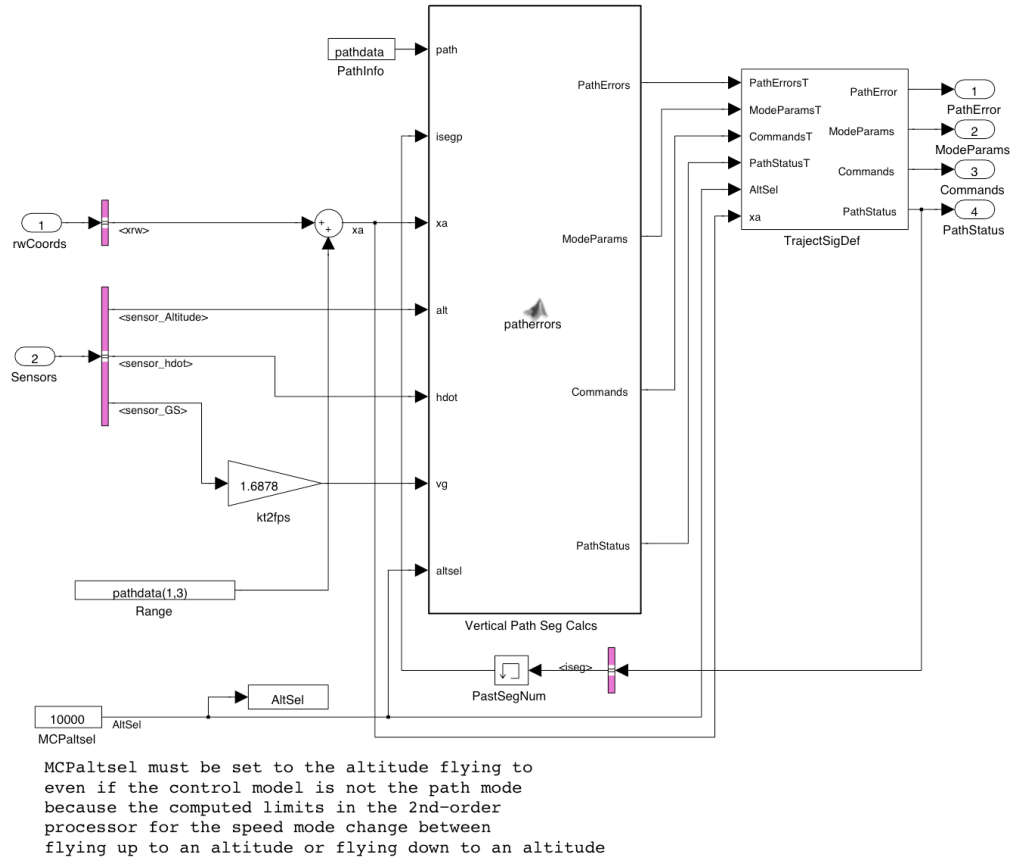 pathdata
PathInfo
path
isegp
xa
alt
hdot
vg
altsel
PathErrors
ModeParams
Commands
PathStatus
patherrors
Vertical Path Seg Calcs
PathErrorsT
ModeParamsT
CommandsT
PathStatusT
AltSel
xa
PathError
ModeParams
Commands
PathStatus
TrajectSigDef
1
PathError
2
ModeParams
3
Commands
4
PathStatus
1
rwCoords
<xrw>
+
+
xa
2
Sensors
<sensor_Altitude>
<sensor_hdot>
<sensor_GS>
1.6878
kt2fps
pathdata(1,3)
Range
<iseg>
PastSegNum
AltSel
10000
AltSel
MCPaltsel
MCPaltsel must be set to the altitude flying to
even if the control model is not the path mode
because the computed limits in the 2nd-order
processor for the speed mode change between
flying up to an altitude or flying down to an altitude